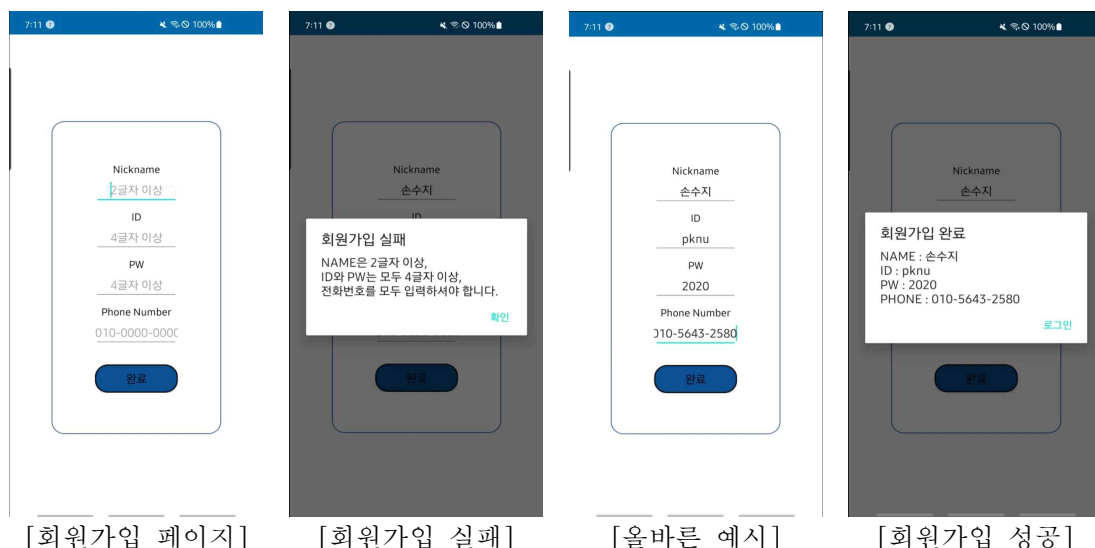 7:11
100%
Nickname
2글자 이상
ID
4글자 이상
PW
4글자 이상
Phone Number
010-0000-000
완료
[회원가입 페이지]
7:11
100%
Nickname
손수지
ID
회원가입 실패
NAME은 2글자 이상,
ID와 PW는 모두 4글자 이상,
전화번호를 모두 입력하셔야 합니다.
확인
완료
[회원가입 실패]
7:11
100%
Nickname
손수지
ID
pknu
PW
2020
Phone Number
010-5643-2580
완료
[올바른 예시]
7:11
100%
Nickname
손수지
회원가입 완료
NAME : 손수지
ID : pknu
PW : 2020
PHONE : 010-5643-2580
로그인
완료
[회원가입 성공]